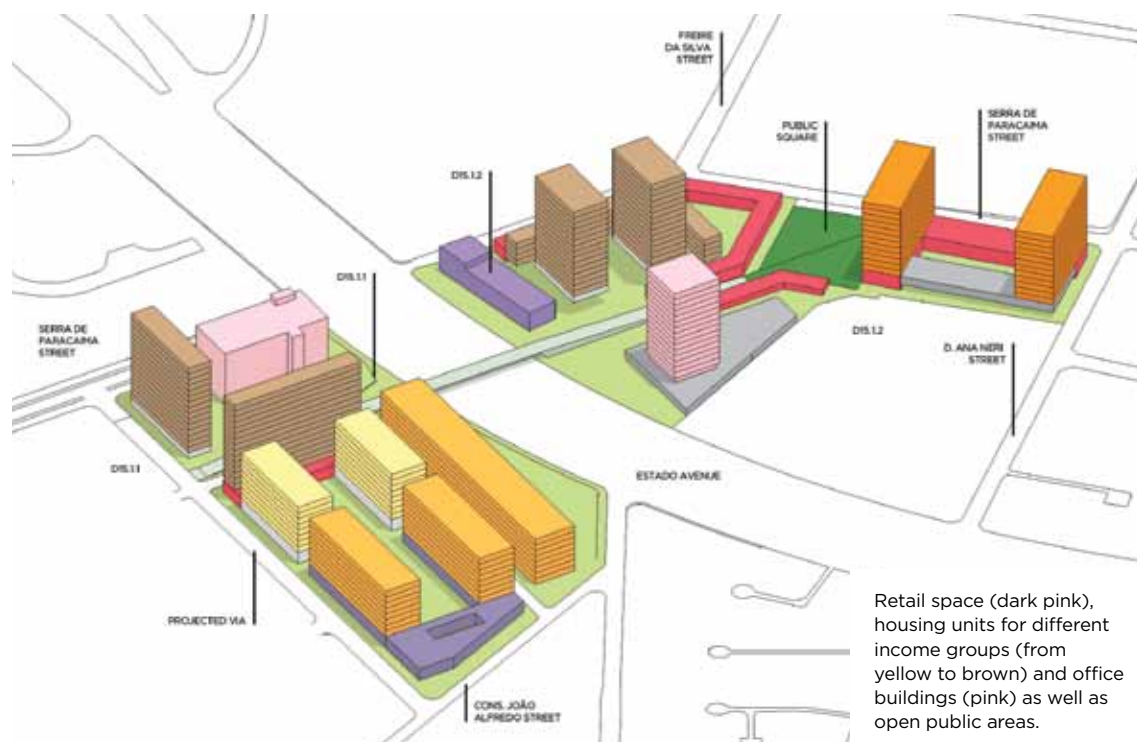 FREIRE
DA SILVA
STREET
SERRA DE
PARACAIMA
STREET
PUBLIC
SQUARE
D15.1.2
D15.1.1
SERRA DE
PARACAIMA
STREET
D15.1.2
D. ANA NERI
STREET
D15.1.1
ESTADO AVENUE
PROJECTED VIA
CONS. JOÃO
ALFREDO STREET
Retail space (dark pink),
housing units for different
income groups (from
yellow to brown) and office
buildings (pink) as well as
open public areas.